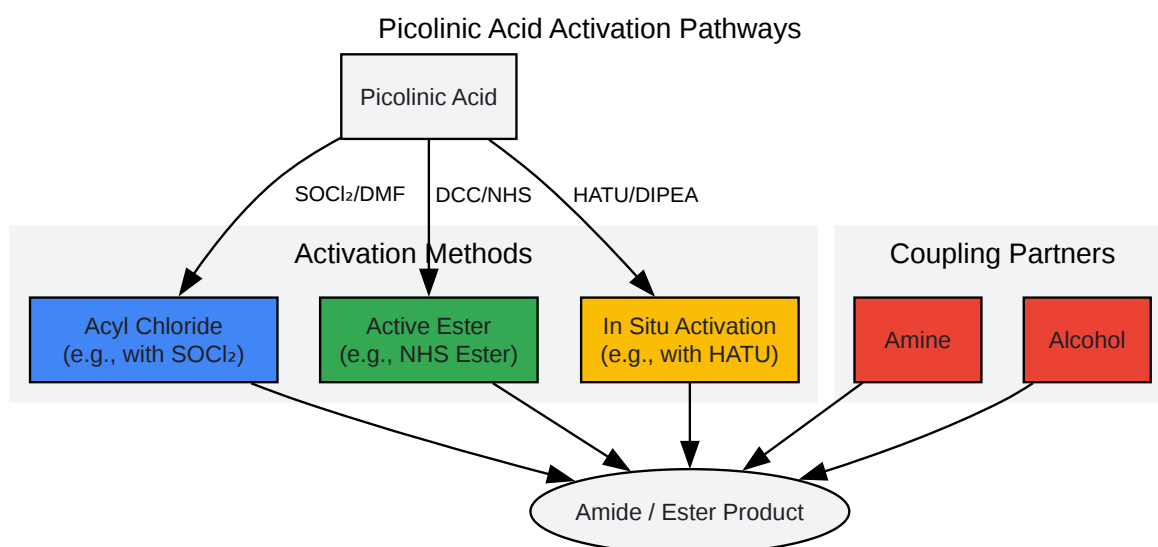 Picolinic Acid Activation Pathways
Picolinic Acid
SOCl₂/DMF
DCC/NHS
HATU/DIPEA
Activation Methods
Coupling Partners
Acyl Chloride
(e.g., with SOCl₂)
Active Ester
(e.g., NHS Ester)
In Situ Activation
(e.g., with HATU)
Amine
Alcohol
Amide / Ester Product